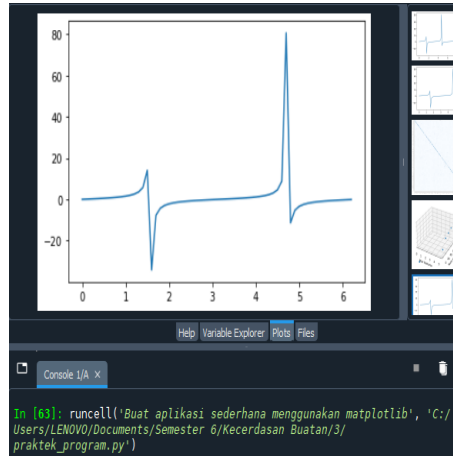 80
60
40
20
0
−20
0 1 2 3 4 5 6
Help Variable Explorer Plots Files
Console 1/A ×
In [63]: runcell('Buat aplikasi sederhana menggunakan matplotlib', 'C:/
Users/LENOVO/Documents/Semester 6/Kecerdasan Buatan/3/
praktek_program.py')